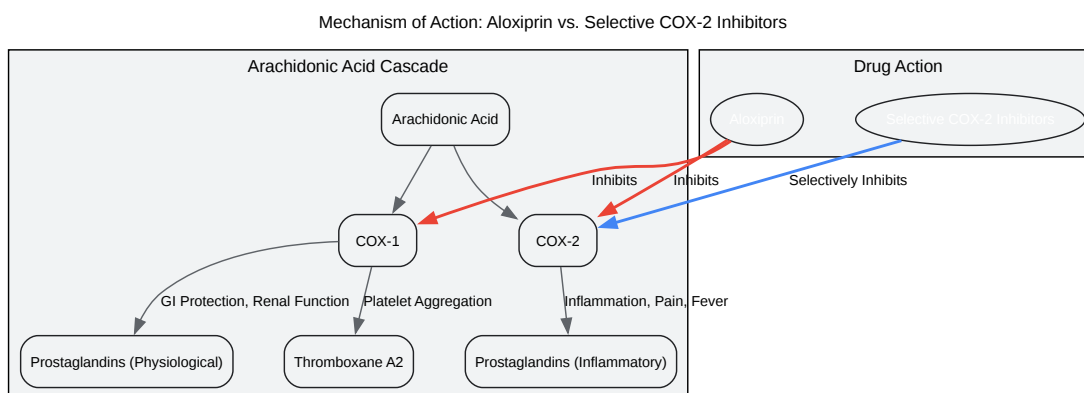 Mechanism of Action: Aloxiprin vs. Selective COX-2 Inhibitors
Arachidonic Acid Cascade
Drug Action
Arachidonic Acid
Aloxiprin
Selective COX-2 Inhibitors
Inhibits
Inhibits
Selectively Inhibits
COX-1
COX-2
GI Protection, Renal Function
Platelet Aggregation
Inflammation, Pain, Fever
Prostaglandins (Physiological)
Thromboxane A2
Prostaglandins (Inflammatory)